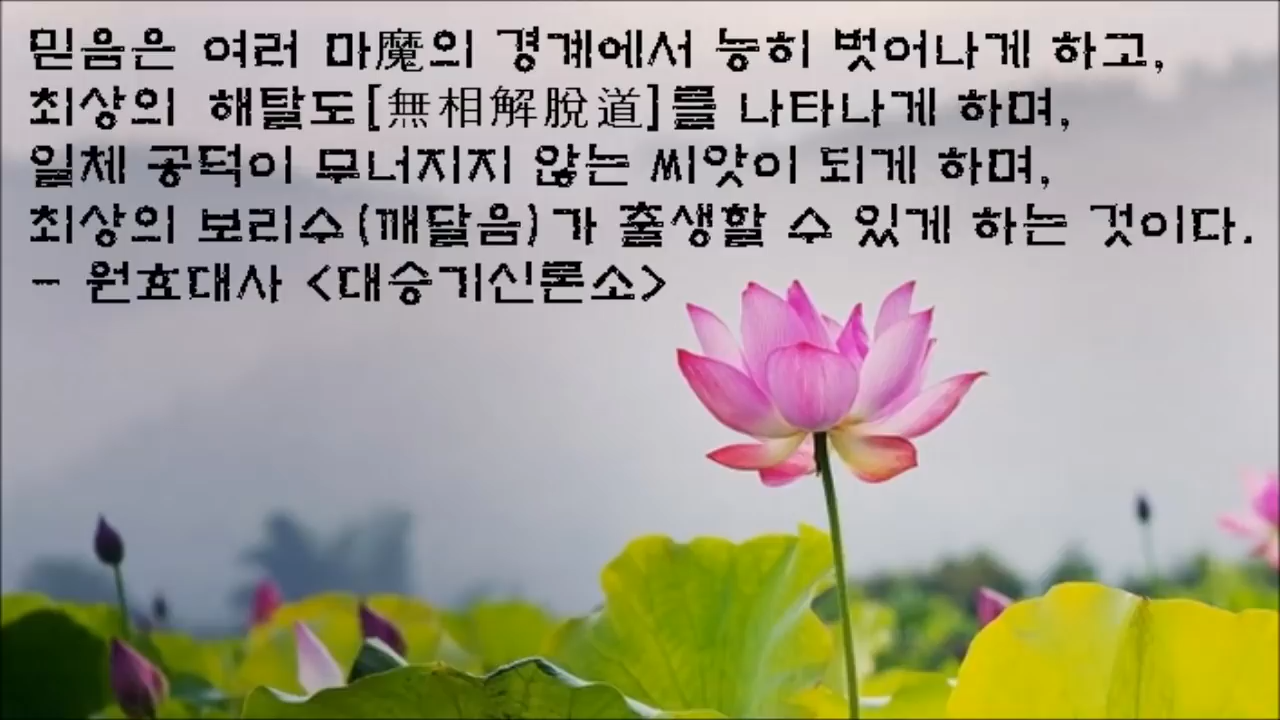 믿음은 여러 마魔의 경계에서 능히 벗어나게 하고,
최상의 해탈도[無相解脫道]를 나타나게 하며,
일체 공덕이 무너지지 않는 씨앗이 되게 하며,
최상의 보리수(깨달음)가 출생할 수 있게 하는 것이다.
- 원효대사 <대승기신론소>